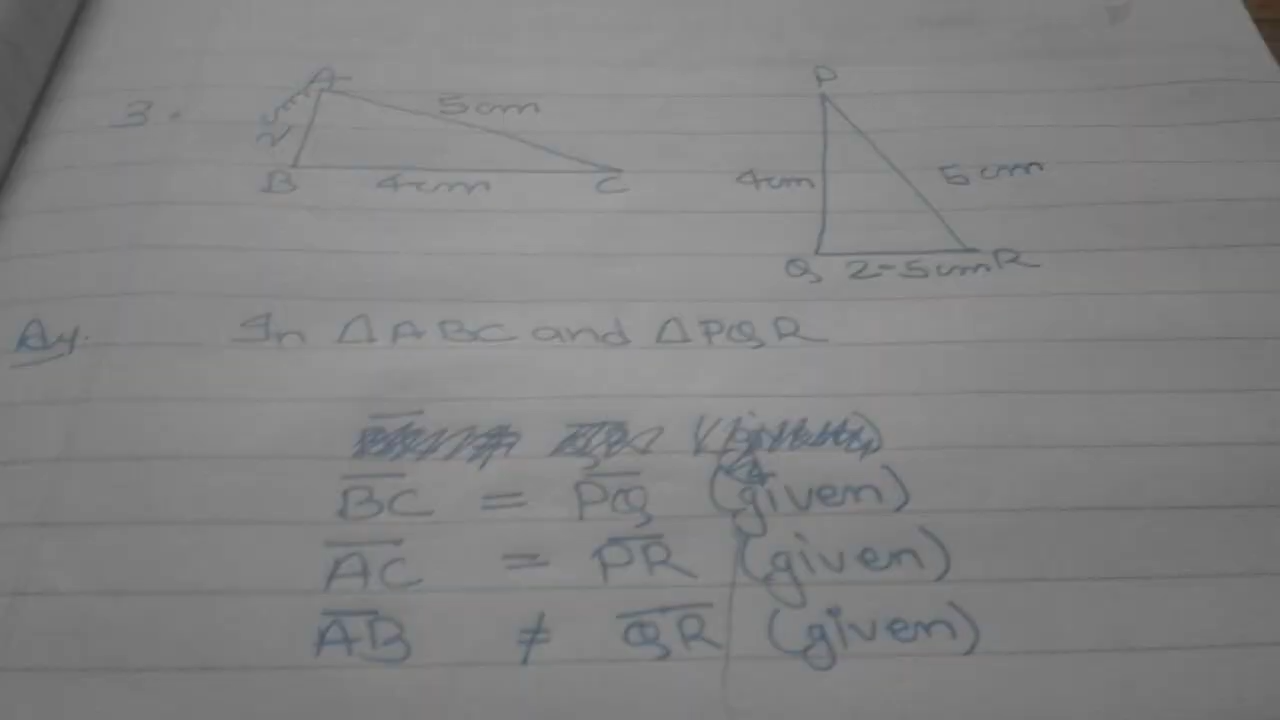 3.
A 5cm
B 4cm C
P
4cm 5cm
Q 2-5cm R
In △ABC and △PQR
BC = PQ (given)
AC = PR (given)
AB ≠ QR (given)